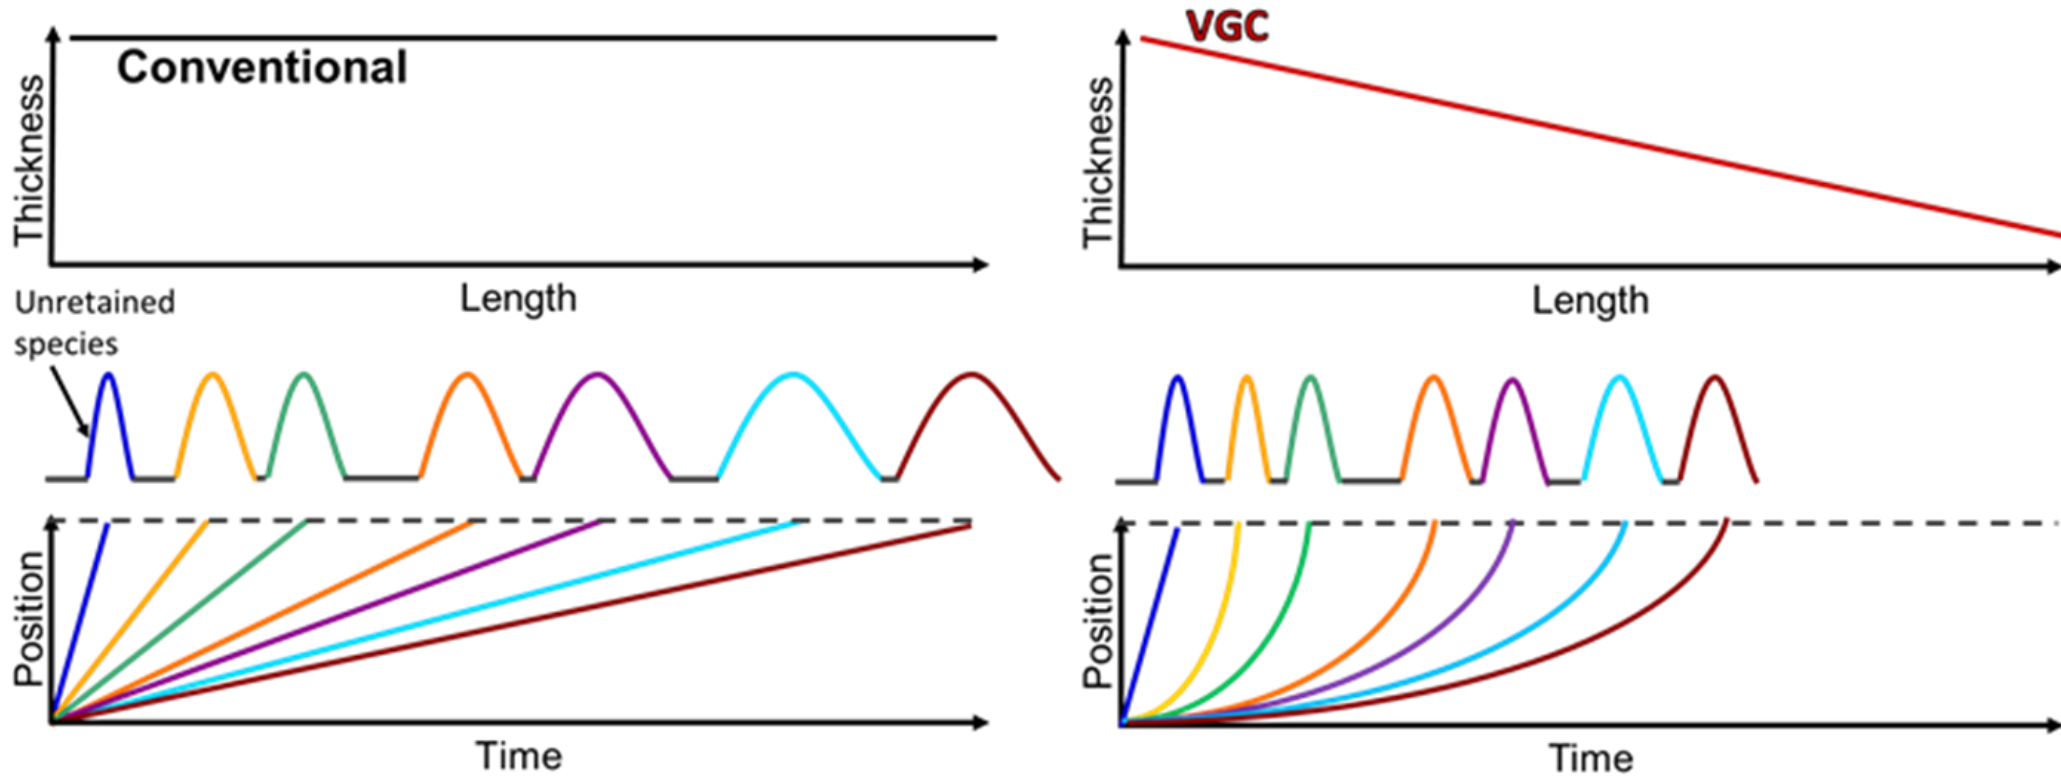 Conventional
Thickness
Length
Unretained
species
Position
Time
VGC
Thickness
Length
Position
Time